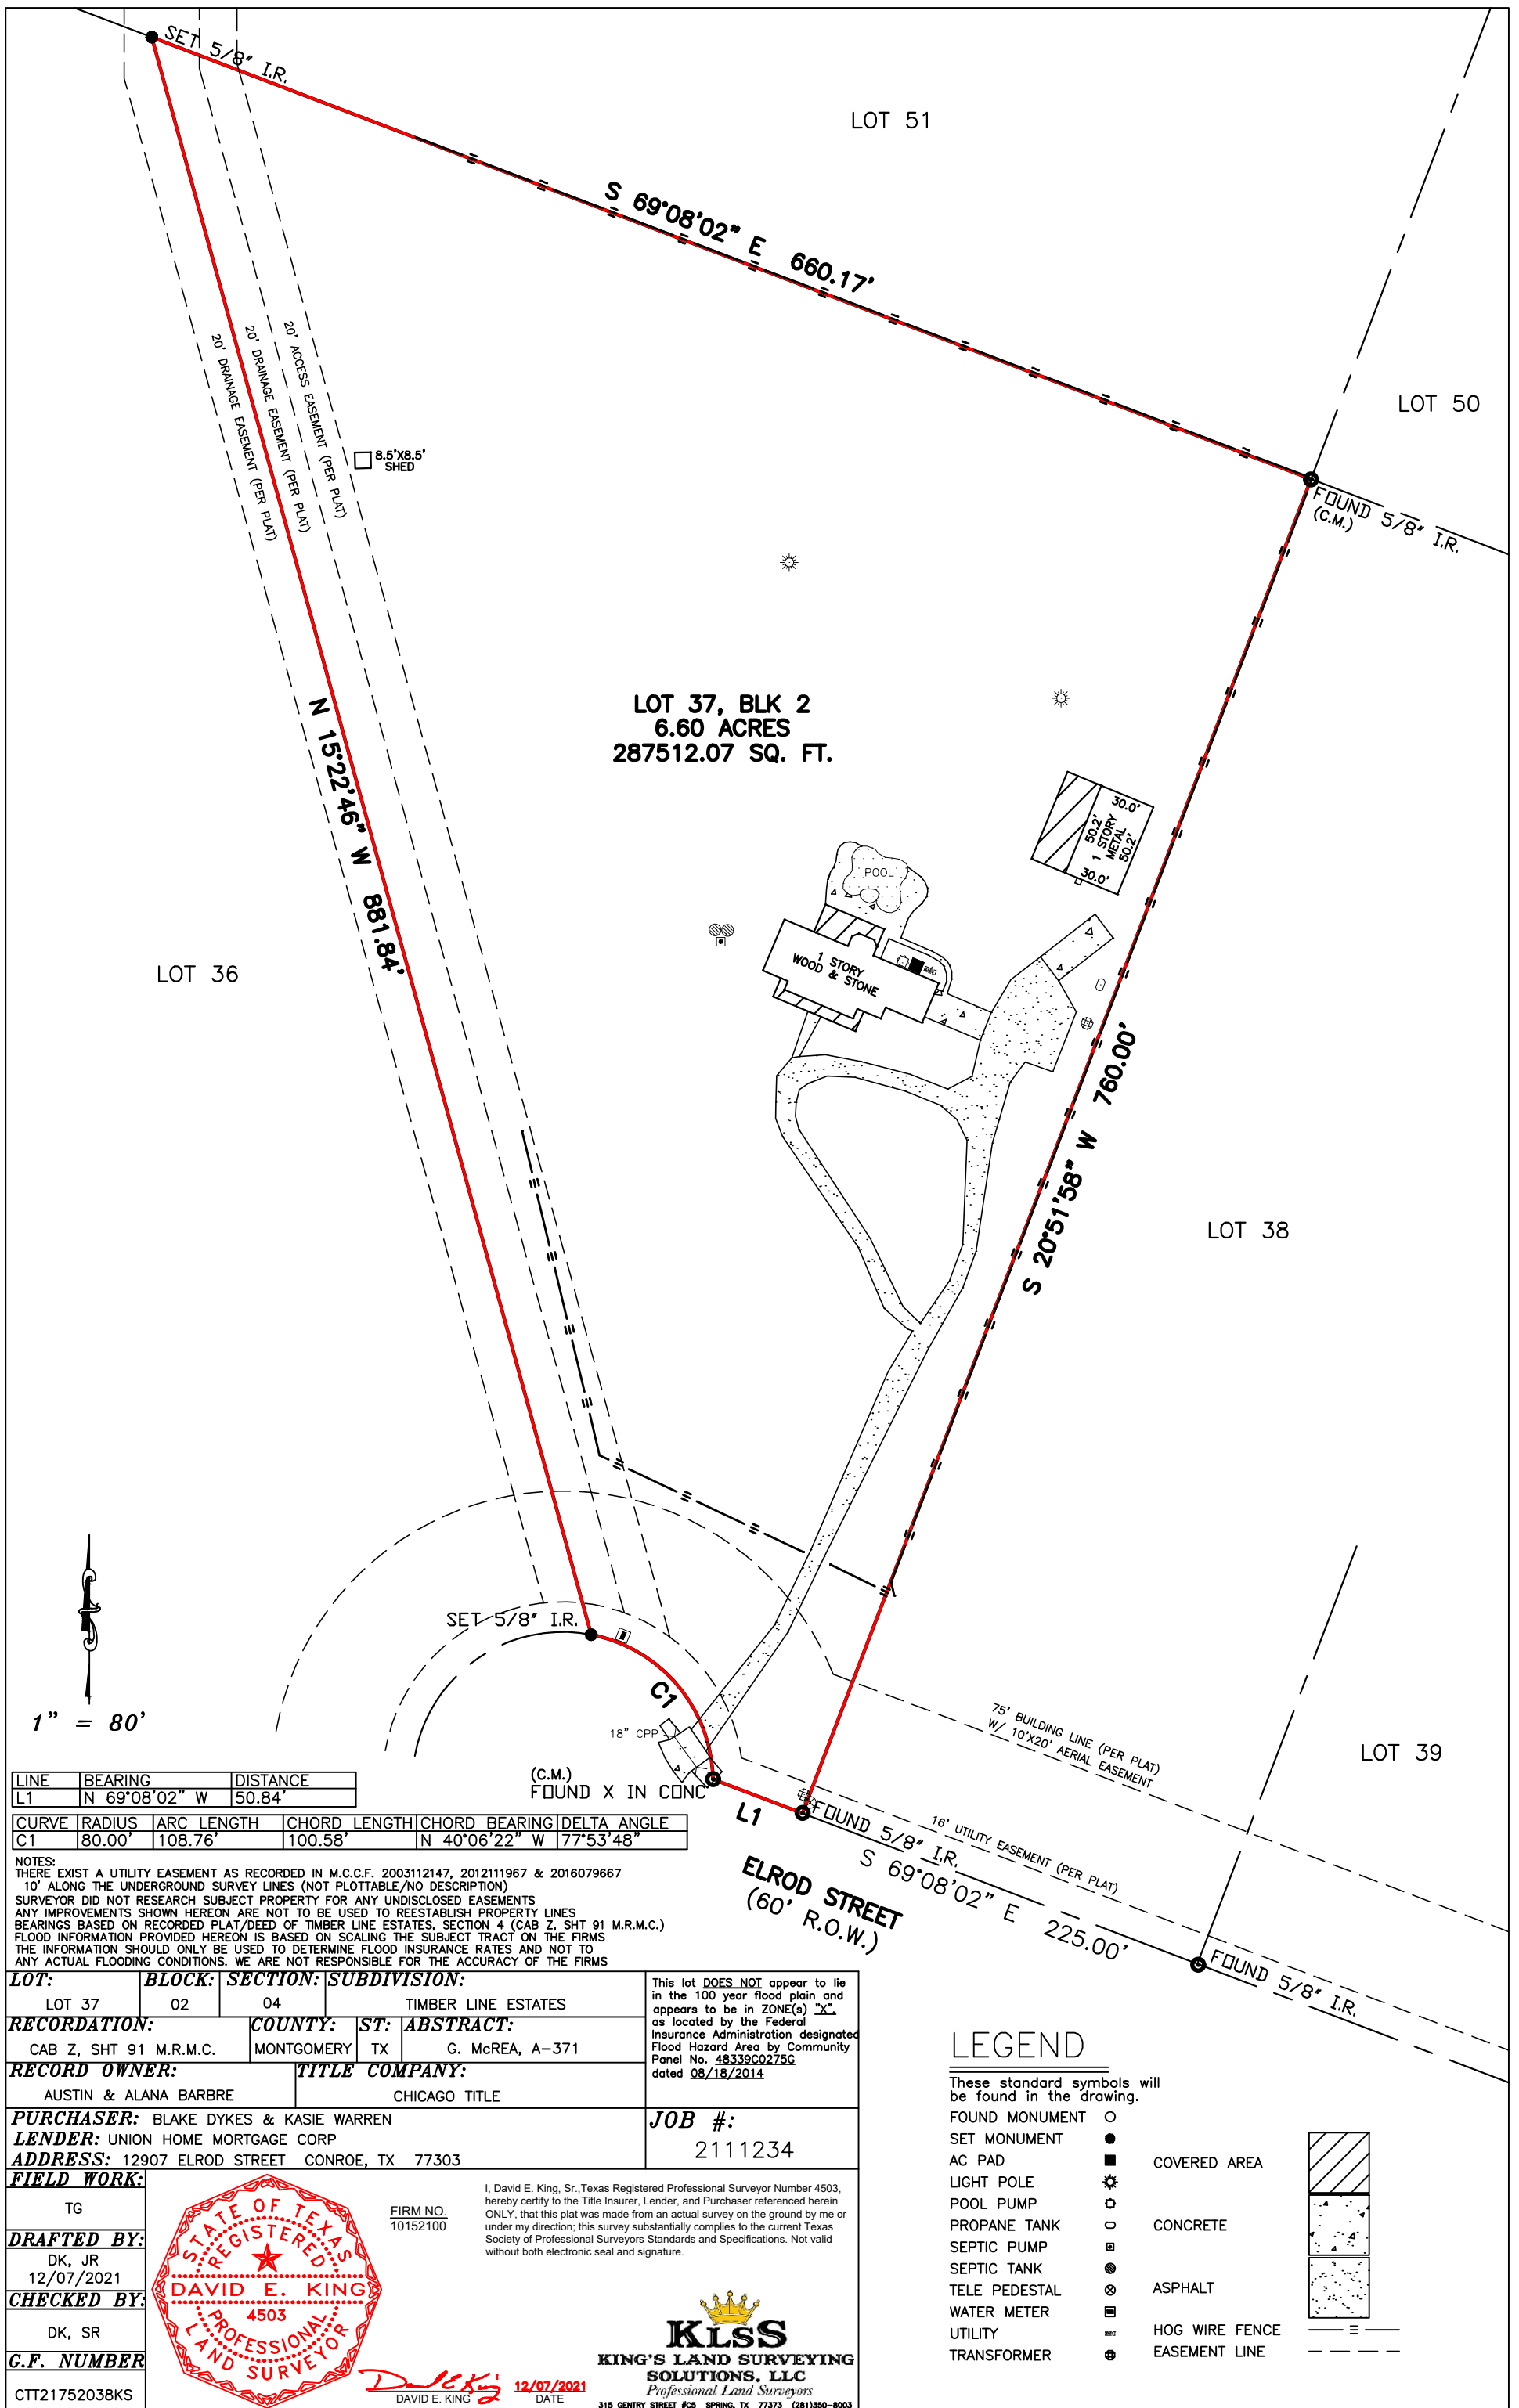 SET 5/8" I.R.
LOT 51
S 69°08'02" E 660.17'
LOT 50
FOUND 5/8" I.R.
(C.M.)
20' DRAINAGE EASEMENT (PER PLAT)
20' DRAINAGE EASEMENT (PER PLAT)
20' ACCESS EASEMENT (PER PLAT)
8.5'X8.5'
SHED
LOT 37, BLK 2
6.60 ACRES
287512.07 SQ. FT.
N 15°22'46" W 881.84'
30.0'
50.2'
1 STORY
METAL
50.2'
30.0'
POOL
1 STORY
WOOD & STONE
LOT 36
S 20°51'58" W 760.00'
LOT 38
SET 5/8" I.R.
C1
18" CPP
(C.M.)
FOUND X IN CONC
L1
FOUND 5/8" I.R.
75' BUILDING LINE (PER PLAT)
W/ 10'X20' AERIAL EASEMENT
LOT 39
16' UTILITY EASEMENT (PER PLAT)
S 69°08'02" E 225.00'
ELROD STREET
(60' R.O.W.)
FOUND 5/8" I.R.
1" = 80'
LINE BEARING DISTANCE
L1 N 69°08'02" W 50.84'
CURVE RADIUS ARC LENGTH CHORD LENGTH CHORD BEARING DELTA ANGLE
C1 80.00' 108.76' 100.58' N 40°06'22" W 77°53'48"
NOTES:
THERE EXIST A UTILITY EASEMENT AS RECORDED IN M.C.C.F. 2003112147, 2012111967 & 2016079667
10' ALONG THE UNDERGROUND SURVEY LINES (NOT PLOTTABLE/NO DESCRIPTION)
SURVEYOR DID NOT RESEARCH SUBJECT PROPERTY FOR ANY UNDISCLOSED EASEMENTS
ANY IMPROVEMENTS SHOWN HEREON ARE NOT TO BE USED TO REESTABLISH PROPERTY LINES
BEARINGS BASED ON RECORDED PLAT/DEED OF TIMBER LINE ESTATES, SECTION 4 (CAB Z, SHT 91 M.R.M.C.)
FLOOD INFORMATION PROVIDED HEREON IS BASED ON SCALING THE SUBJECT TRACT ON THE FIRMS
THE INFORMATION SHOULD ONLY BE USED TO DETERMINE FLOOD INSURANCE RATES AND NOT TO
ANY ACTUAL FLOODING CONDITIONS. WE ARE NOT RESPONSIBLE FOR THE ACCURACY OF THE FIRMS
LOT: BLOCK: SECTION: SUBDIVISION:
LOT 37 02 04 TIMBER LINE ESTATES
RECORDATION: COUNTY: ST: ABSTRACT:
CAB Z, SHT 91 M.R.M.C. MONTGOMERY TX G. McREA, A-371
RECORD OWNER: TITLE COMPANY:
AUSTIN & ALANA BARBRE CHICAGO TITLE
This lot DOES NOT appear to lie
in the 100 year flood plain and
appears to be in ZONE(s) "X",
as located by the Federal
Insurance Administration designated
Flood Hazard Area by Community
Panel No. 48339C0275G
dated 08/18/2014
PURCHASER: BLAKE DYKES & KASIE WARREN
LENDER: UNION HOME MORTGAGE CORP
ADDRESS: 12907 ELROD STREET CONROE, TX 77303
JOB #:
2111234
FIELD WORK:
TG
DRAFTED BY:
DK, JR
12/07/2021
CHECKED BY:
DK, SR
G.F. NUMBER
CTT21752038KS
STATE OF TEXAS
REGISTERED
DAVID E. KING
4503
PROFESSIONAL
LAND SURVEYOR
FIRM NO.
10152100
I, David E. King, Sr.,Texas Registered Professional Surveyor Number 4503,
hereby certify to the Title Insurer, Lender, and Purchaser referenced herein
ONLY, that this plat was made from an actual survey on the ground by me or
under my direction; this survey substantially complies to the current Texas
Society of Professional Surveyors Standards and Specifications. Not valid
without both electronic seal and signature.
David E King 12/07/2021
DAVID E. KING DATE
KLSS
KING'S LAND SURVEYING
SOLUTIONS, LLC
Professional Land Surveyors
315 GENTRY STREET #C5 SPRING, TX 77373 (281)350-8003
LEGEND
These standard symbols will
be found in the drawing.
FOUND MONUMENT
SET MONUMENT
AC PAD
LIGHT POLE
POOL PUMP
PROPANE TANK
SEPTIC PUMP
SEPTIC TANK
TELE PEDESTAL
WATER METER
UTILITY
TRANSFORMER
COVERED AREA
CONCRETE
ASPHALT
HOG WIRE FENCE
EASEMENT LINE